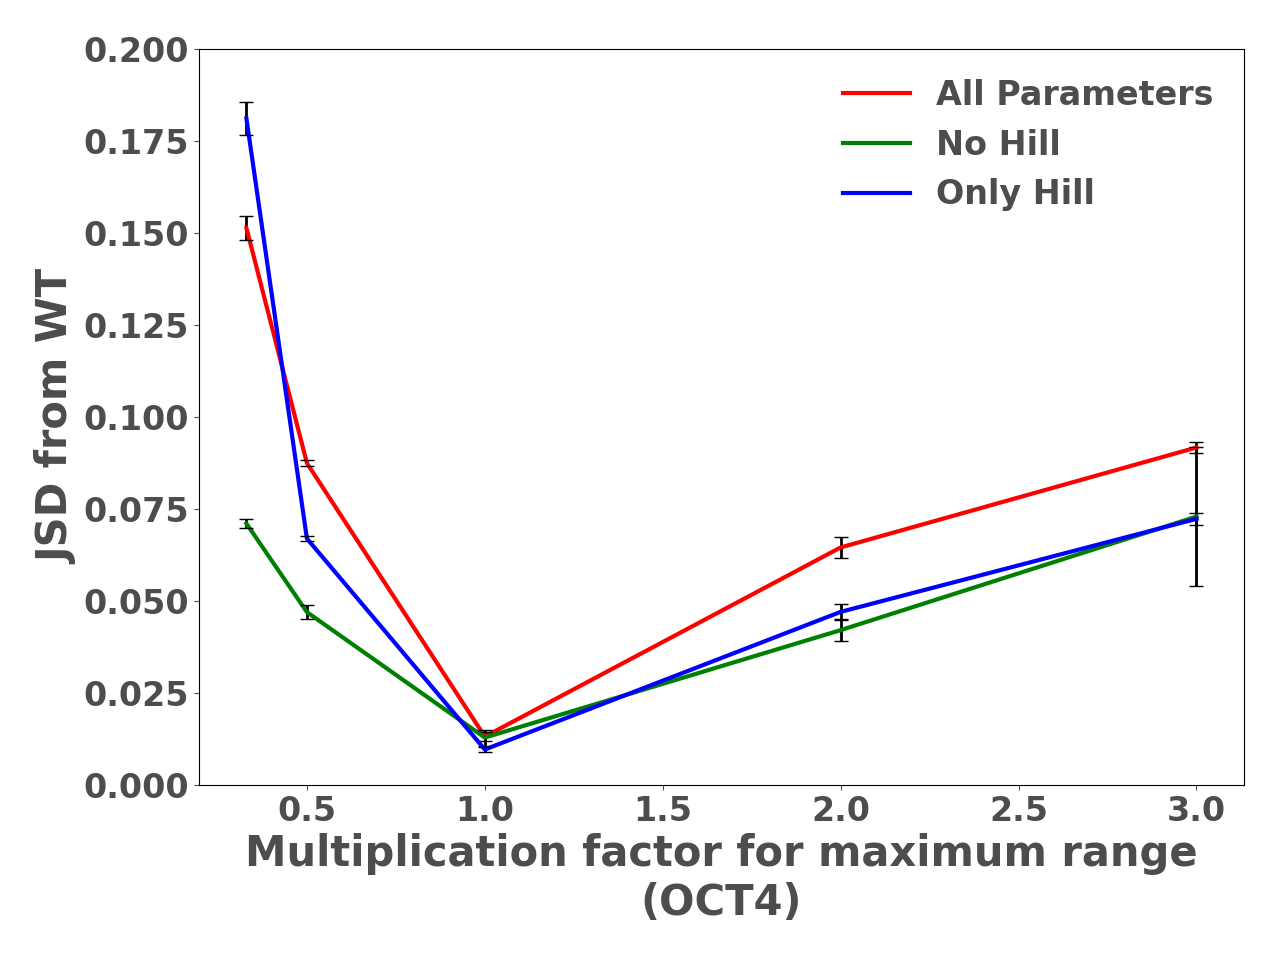 0.200
0.175
0.150
0.125
0.100
0.075
0.050
0.025
0.000
JSD from WT
All Parameters
No Hill
Only Hill
0.5 1.0 1.5 2.0 2.5 3.0
Multiplication factor for maximum range
(OCT4)